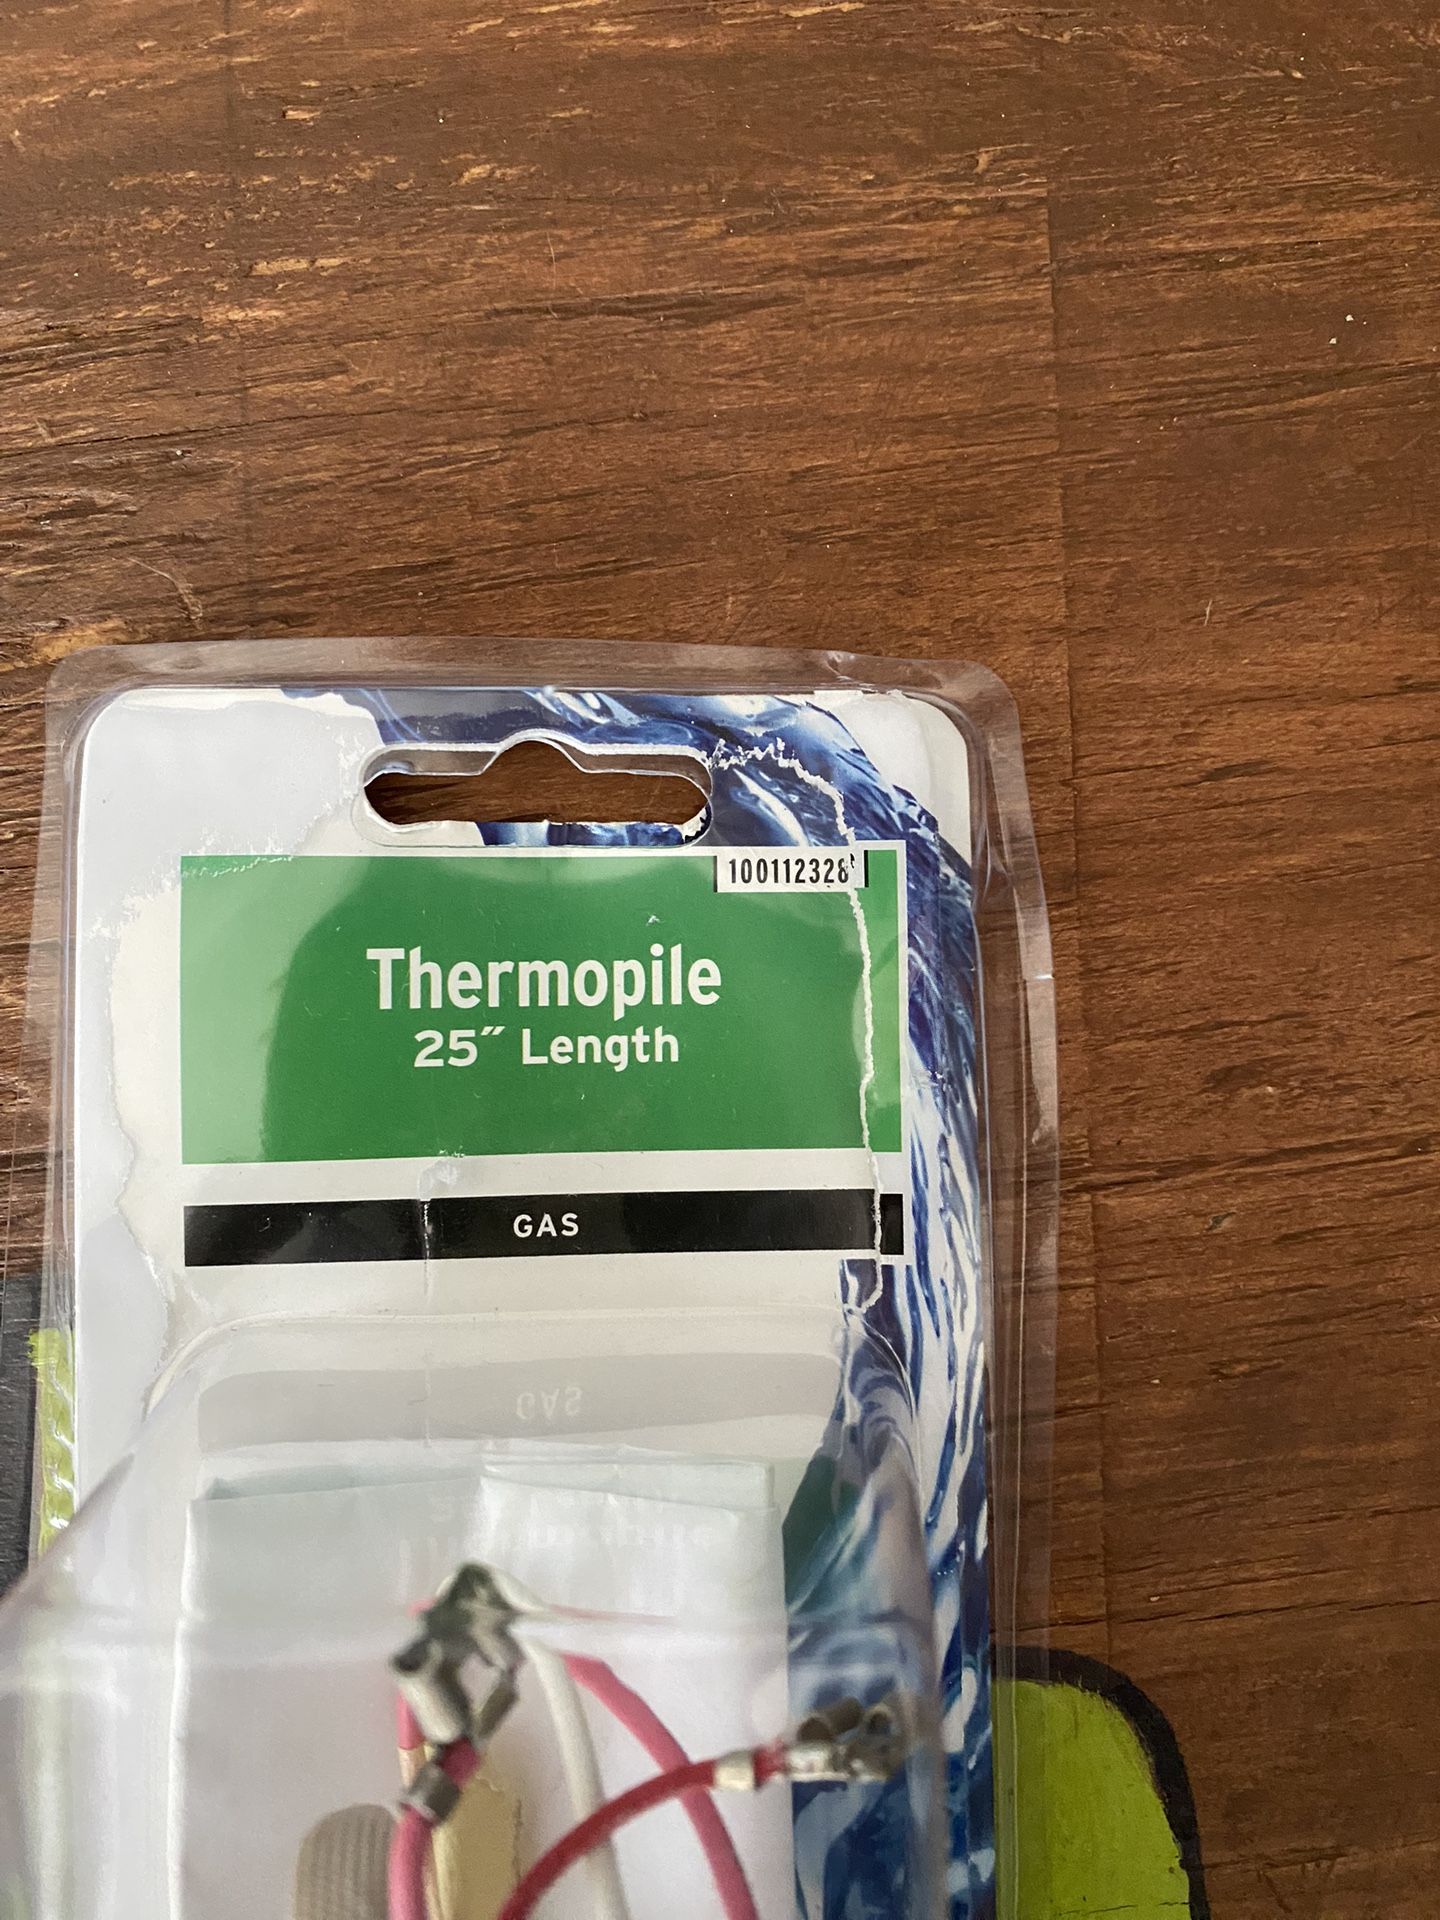 100112328
Thermopile
25″ Length
GAS